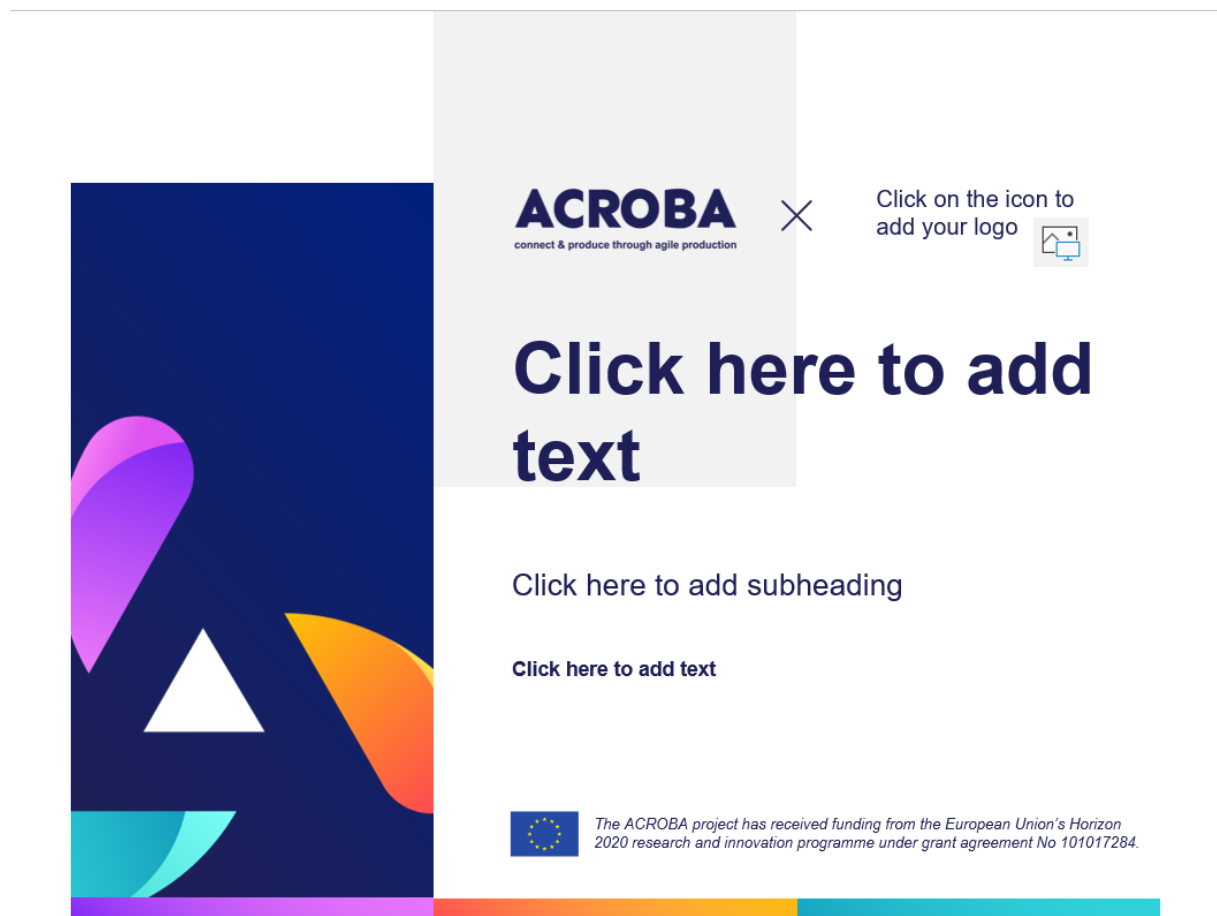 ACROBA
connect & produce through agile production
Click on the icon to
add your logo
Click here to add
text
Click here to add subheading
Click here to add text
The ACROBA project has received funding from the European Union’s Horizon
2020 research and innovation programme under grant agreement No 101017284.